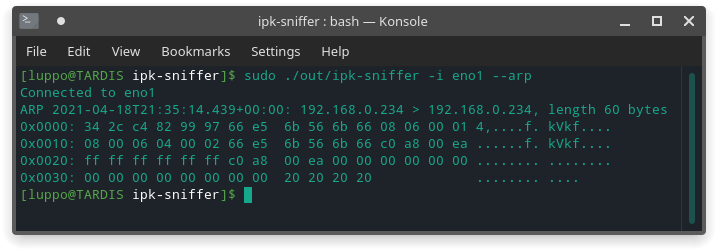 ipk-sniffer : bash — Konsole
File Edit View Bookmarks Settings Help
[luppo@TARDIS ipk-sniffer]$ sudo ./out/ipk-sniffer -i eno1 --arp
Connected to eno1
ARP 2021-04-18T21:35:14.439+00:00: 192.168.0.234 > 192.168.0.234, length 60 bytes
0x0000: 34 2c c4 82 99 97 66 e5  6b 56 6b 66 08 06 00 01 4,....f. kVkf....
0x0010: 08 00 06 04 00 02 66 e5  6b 56 6b 66 c0 a8 00 ea ......f. kVkf....
0x0020: ff ff ff ff ff ff c0 a8  00 ea 00 00 00 00 00 00 ........ ........
0x0030: 00 00 00 00 00 00 00 00  20 20 20 20             ........ ....
[luppo@TARDIS ipk-sniffer]$